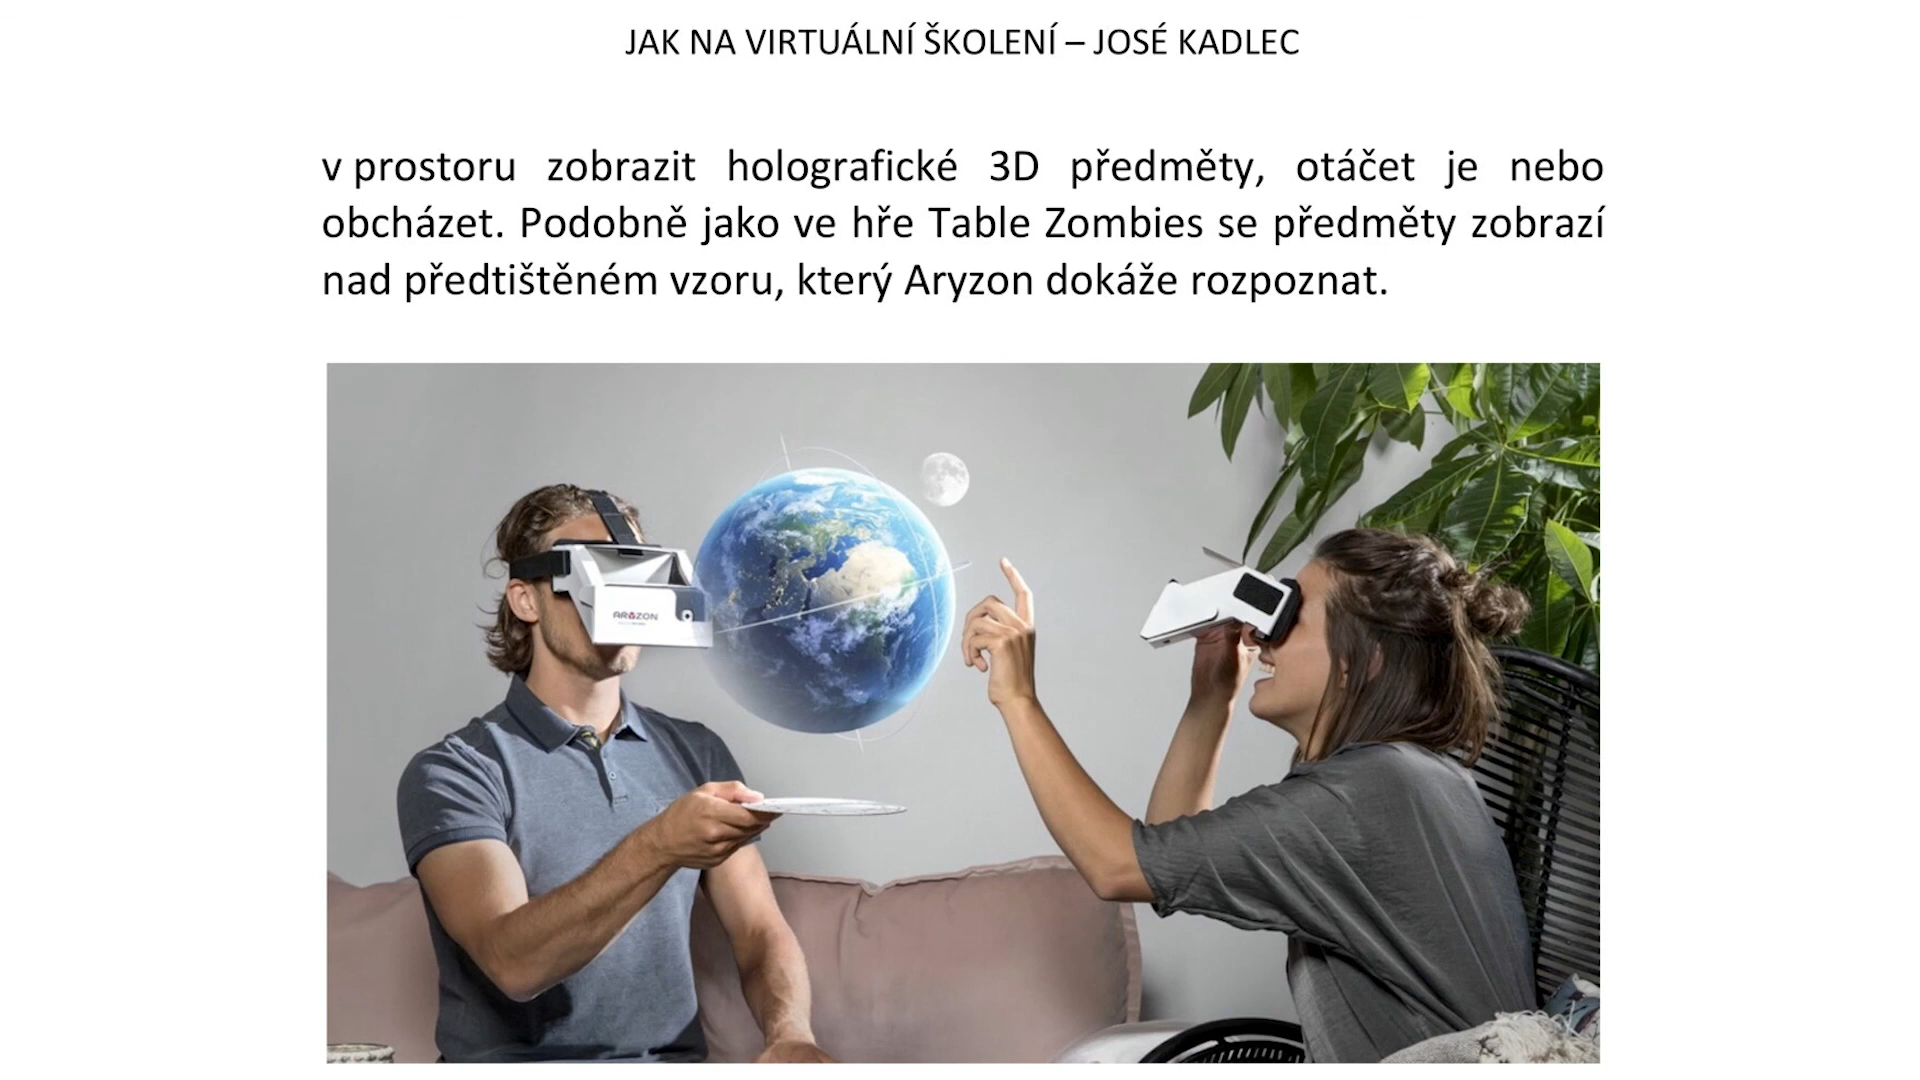 JAK NA VIRTUÁLNÍ ŠKOLENÍ – JOSÉ KADLEC
v prostoru zobrazit holografické 3D předměty, otáčet je nebo
obcházet. Podobně jako ve hře Table Zombies se předměty zobrazí
nad předtištěném vzoru, který Aryzon dokáže rozpoznat.
ARYZON